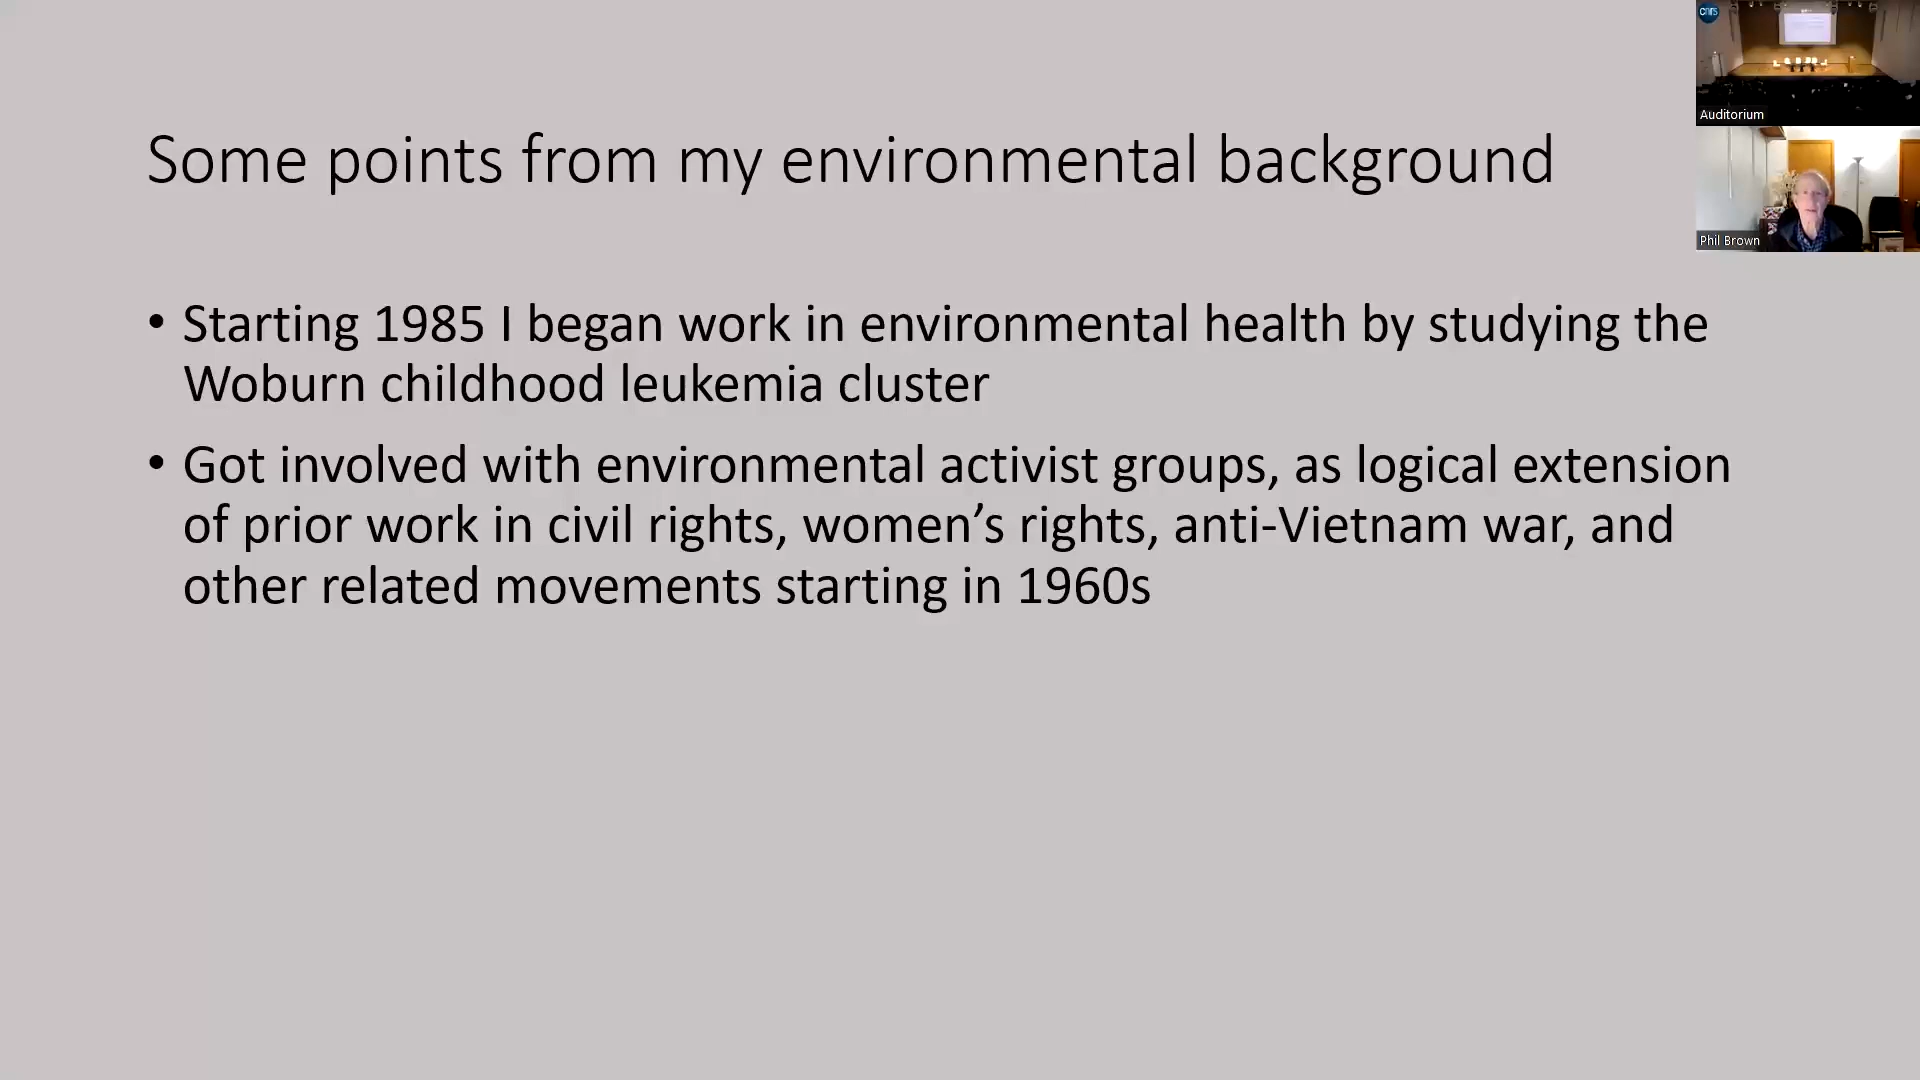 Some points from my environmental background
• Starting 1985 I began work in environmental health by studying the
Woburn childhood leukemia cluster
• Got involved with environmental activist groups, as logical extension
of prior work in civil rights, women’s rights, anti-Vietnam war, and
other related movements starting in 1960s
cnrs
Auditorium
Phil Brown